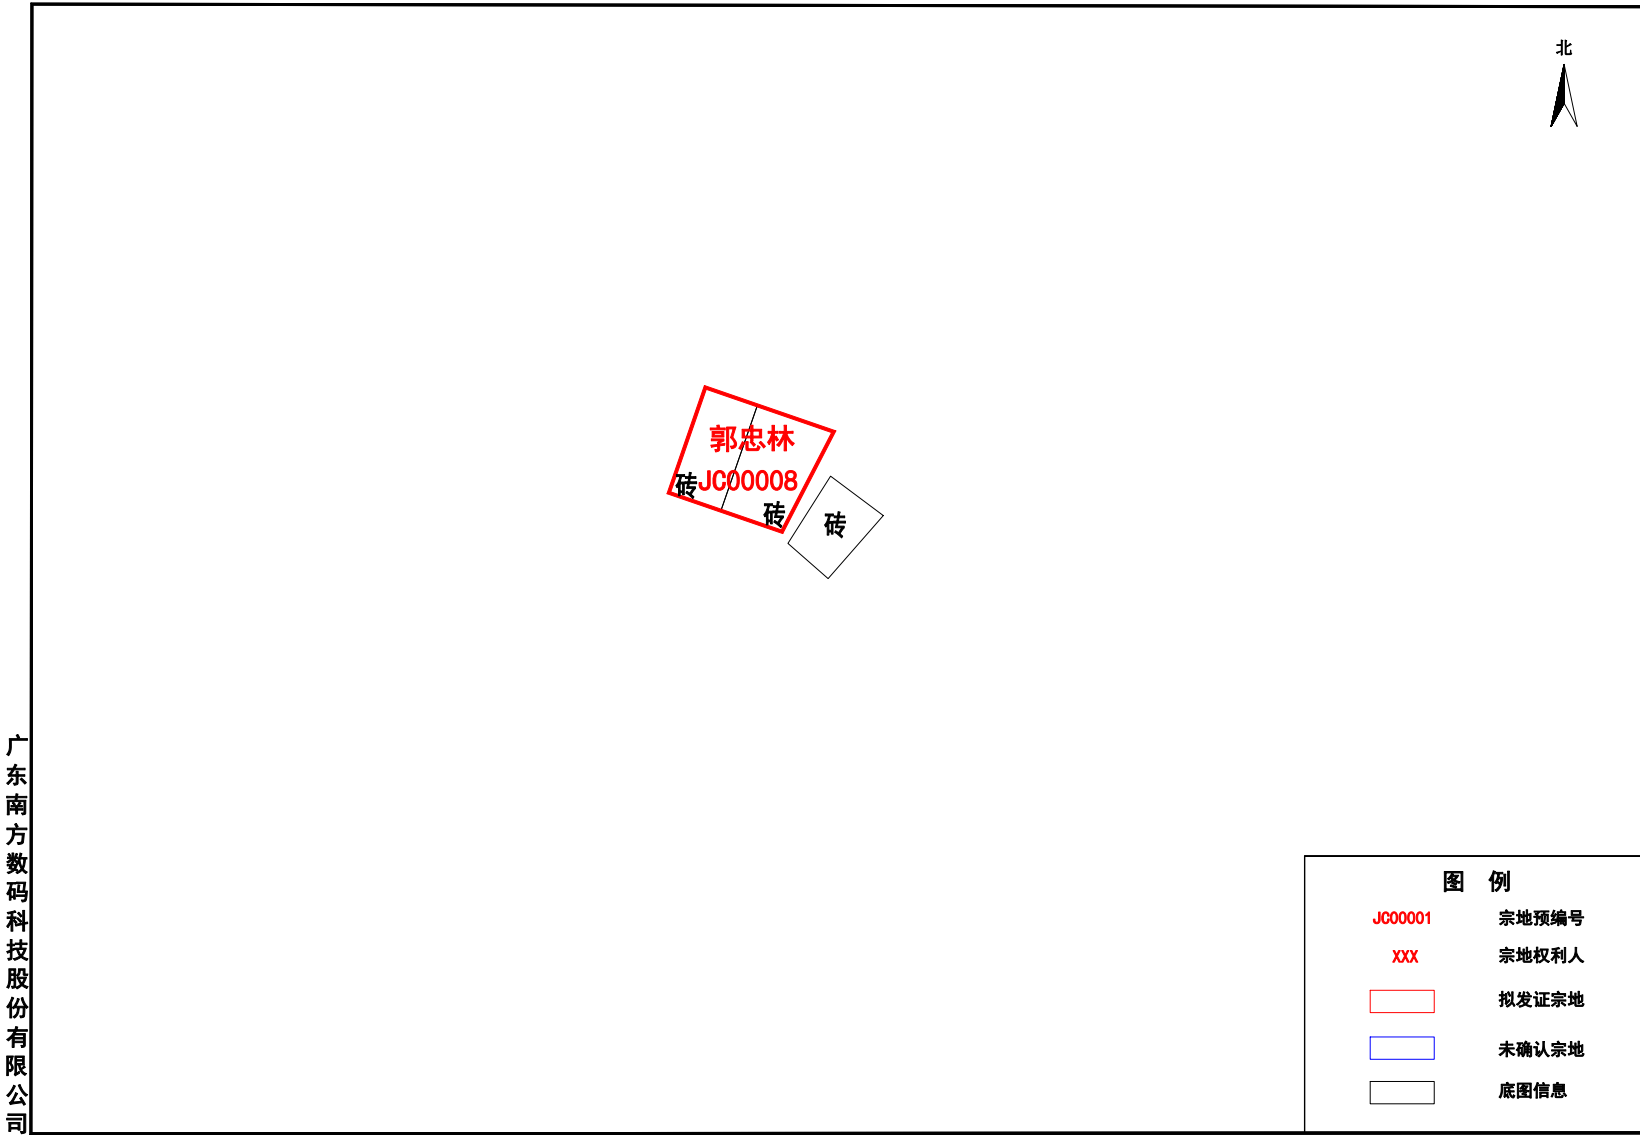 北
郭忠林
JC00008
砖
砖
砖
广东南方数码科技股份有限公司
图 例
JC00001 宗地预编号
XXX 宗地权利人
拟发证宗地
未确认宗地
底图信息